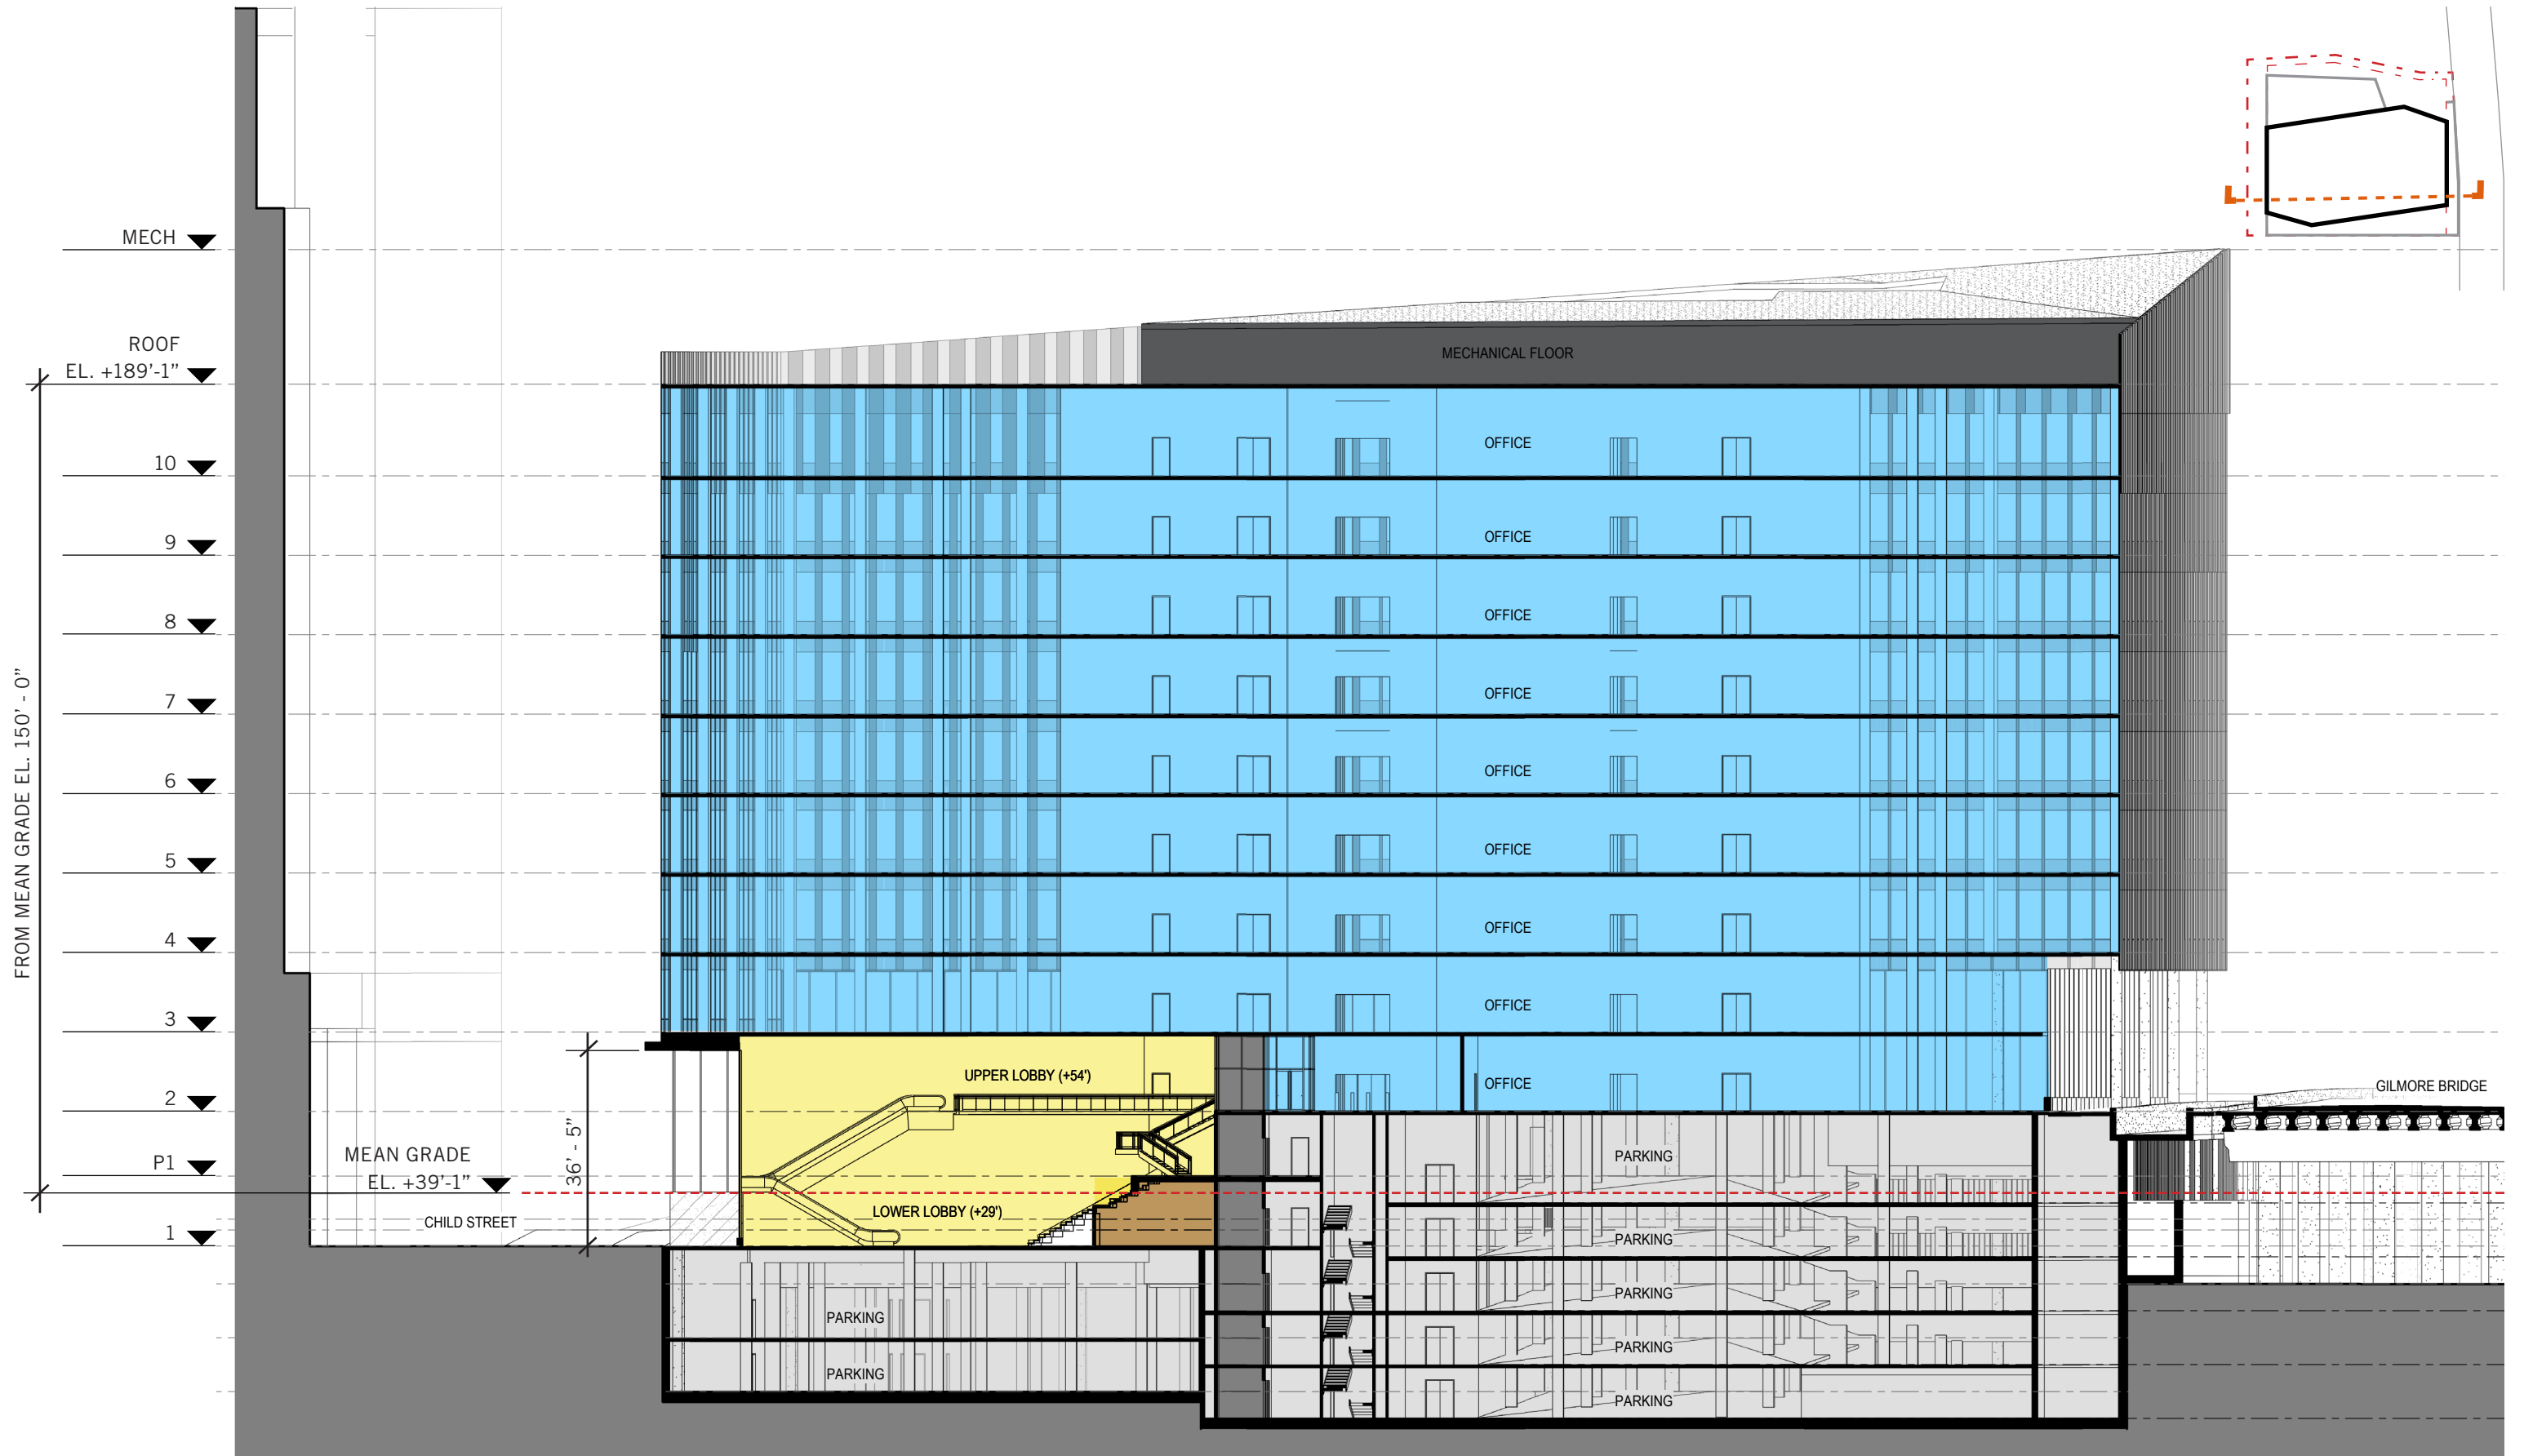 MECH
ROOF
EL. +189'-1”
MECHANICAL FLOOR
10
OFFICE
9
OFFICE
8
OFFICE
7
OFFICE
6
OFFICE
5
OFFICE
4
OFFICE
3
OFFICE
2
OFFICE
UPPER LOBBY (+54')
GILMORE BRIDGE
FROM MEAN GRADE EL. 150' - 0”
36' - 5”
P1
PARKING
MEAN GRADE
EL. +39'-1”
LOWER LOBBY (+29')
CHILD STREET
1
PARKING
PARKING
PARKING
PARKING
PARKING
PARKING